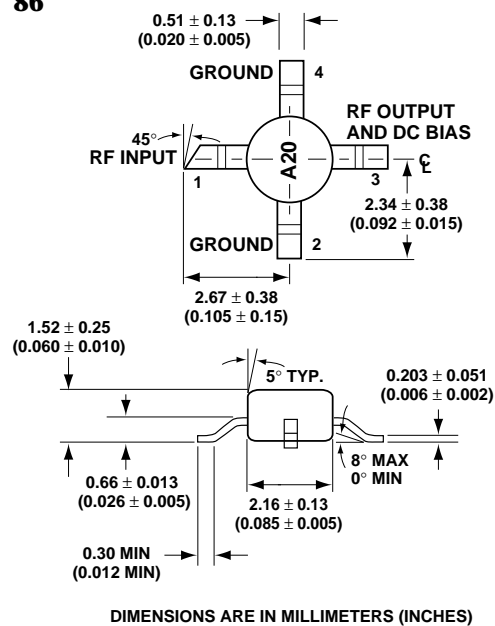 86
0.51 ± 0.13
(0.020 ± 0.005)
GROUND
4
RF OUTPUT
AND DC BIAS
45°
RF INPUT
A20
1
3
C
L
2.34 ± 0.38
(0.092 ± 0.015)
GROUND
2
2.67 ± 0.38
(0.105 ± 0.15)
1.52 ± 0.25
(0.060 ± 0.010)
5° TYP.
0.203 ± 0.051
(0.006 ± 0.002)
8° MAX
0° MIN
0.66 ± 0.013
(0.026 ± 0.005)
2.16 ± 0.13
(0.085 ± 0.005)
0.30 MIN
(0.012 MIN)
DIMENSIONS ARE IN MILLIMETERS (INCHES)